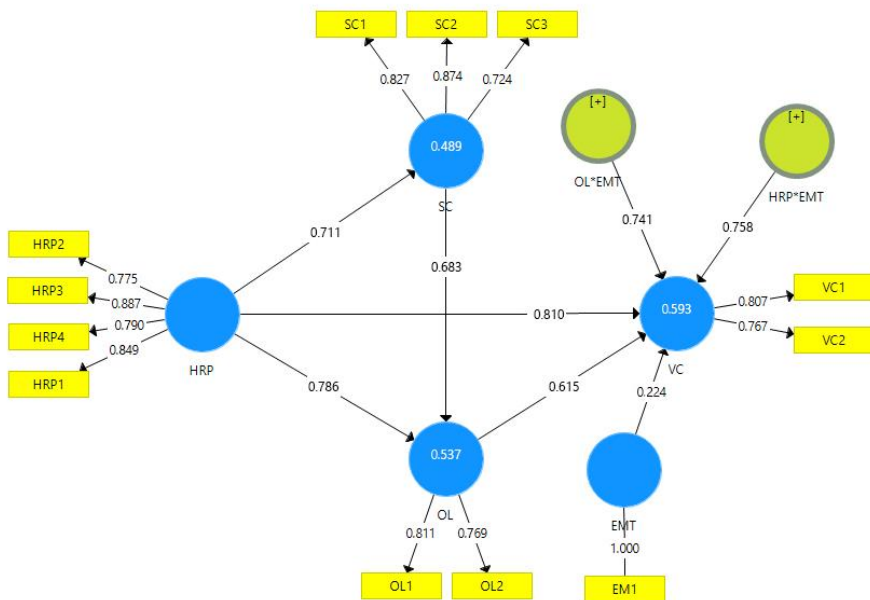 SC1
SC2
SC3
0.827
0.874
0.724
[+]
[+]
0.489
SC
OL*EMT
HRP*EMT
0.711
0.741
0.758
HRP2
0.775
0.683
HRP3
0.887
HRP4
0.790
HRP1
0.849
HRP
0.810
0.593
VC
0.807
VC1
0.767
VC2
0.786
0.615
0.224
0.537
OL
EMT
0.811
0.769
1.000
OL1
OL2
EM1